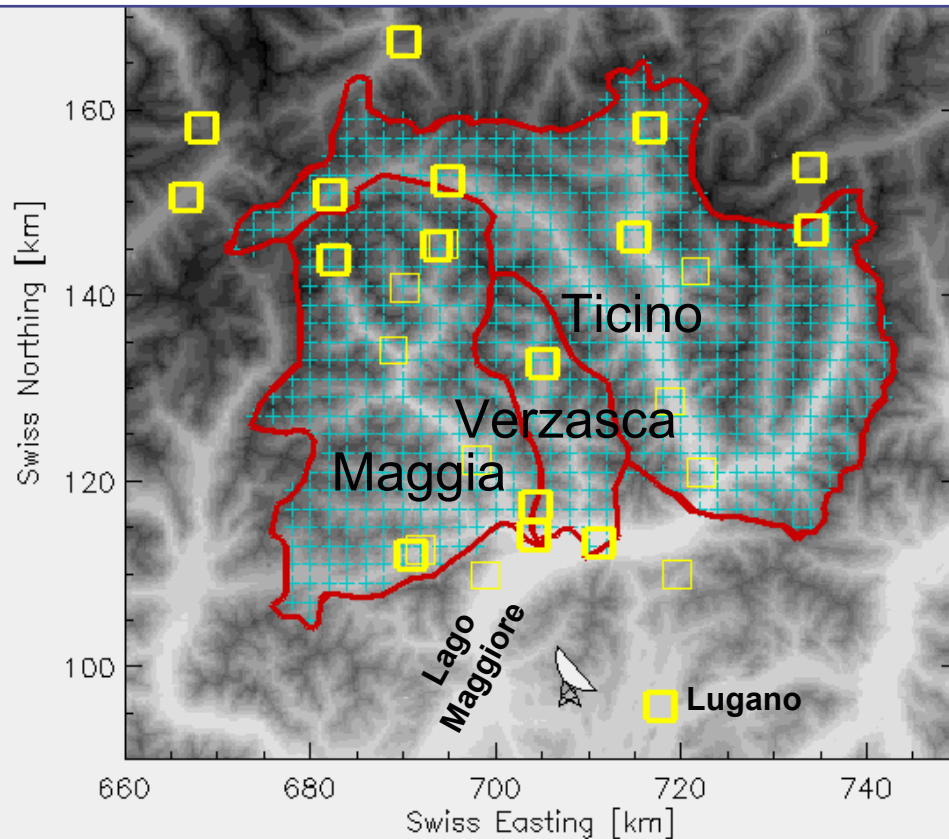 160
140
120
100
Swiss Northing [km]
Ticino
Verzasca
Maggia
Lago
Maggiore
Lugano
660
680
700
720
740
Swiss Easting [km]